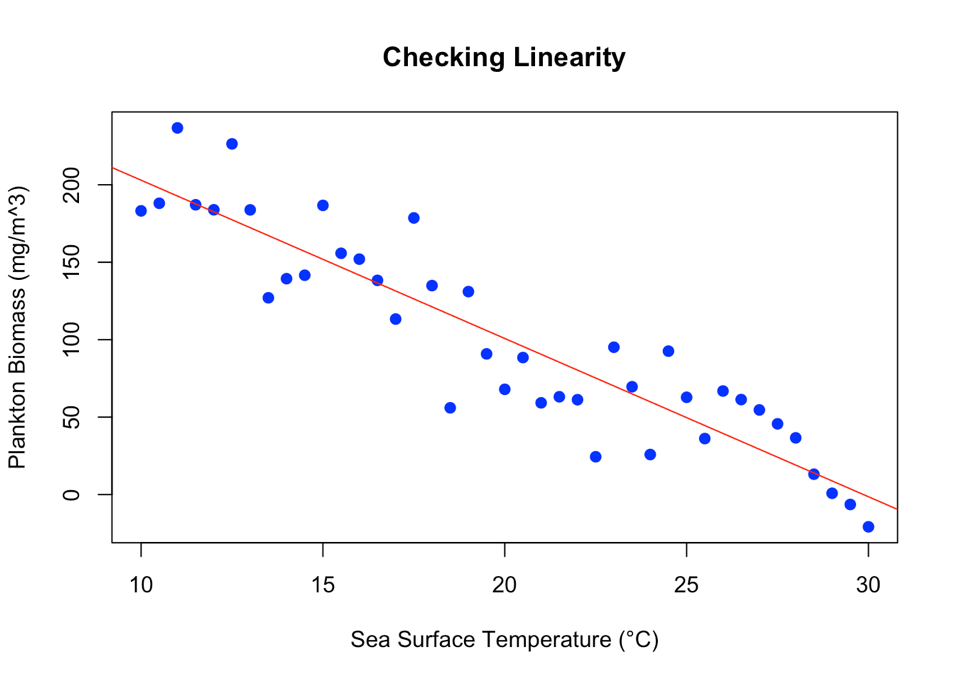 Checking Linearity
Plankton Biomass (mg/m^3)
200
150
100
50
0
10 15 20 25 30
Sea Surface Temperature (°C)